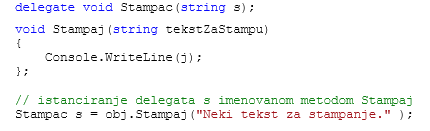 delegate void Stampac(string s);
void Stampaj(string tekstZaStampu)
{
    Console.WriteLine(j);
};
// istanciranje delegata s imenovanom metodom Stampaj
Stampac s = obj.Stampaj("Neki tekst za stampanje." );